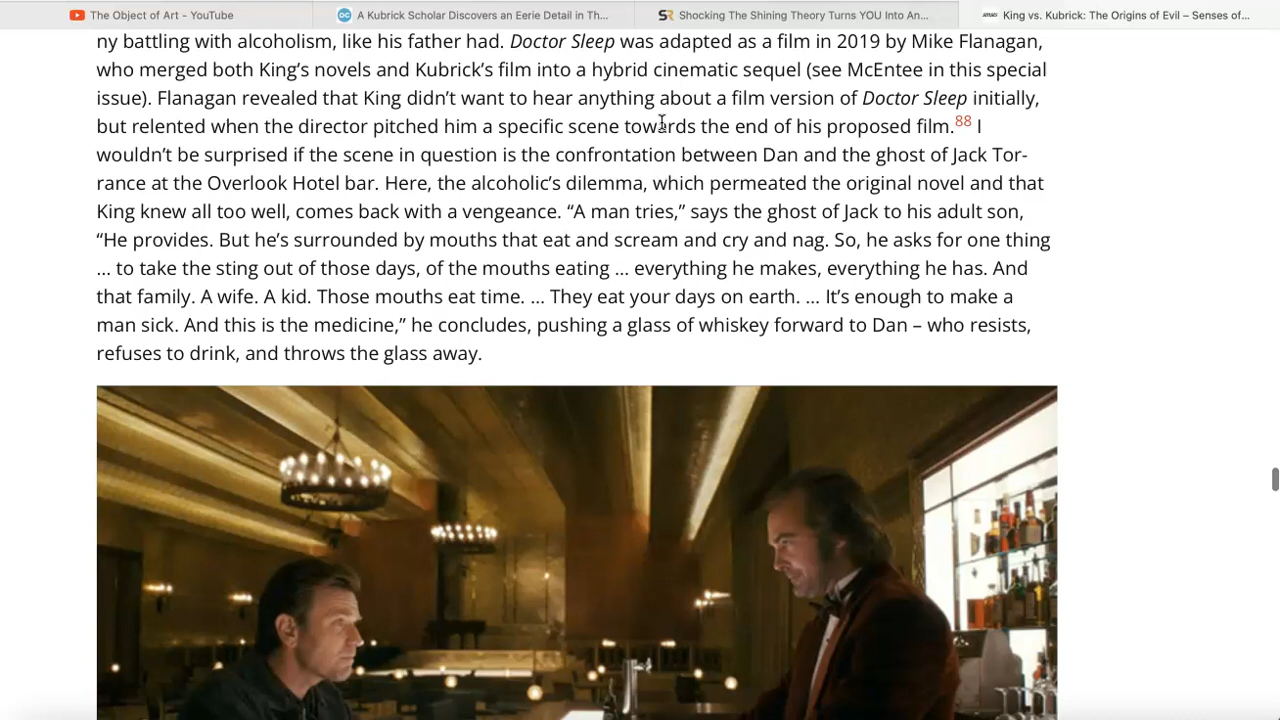 The Object of Art - YouTube
OC A Kubrick Scholar Discovers an Eerie Detail in Th...
SR Shocking The Shining Theory Turns YOU Into An...
King vs. Kubrick: The Origins of Evil – Senses of...
ny battling with alcoholism, like his father had. Doctor Sleep was adapted as a film in 2019 by Mike Flanagan,
who merged both King’s novels and Kubrick’s film into a hybrid cinematic sequel (see McEntee in this special
issue). Flanagan revealed that King didn’t want to hear anything about a film version of Doctor Sleep initially,
but relented when the director pitched him a specific scene towards the end of his proposed film.88 I
wouldn’t be surprised if the scene in question is the confrontation between Dan and the ghost of Jack Tor-
rance at the Overlook Hotel bar. Here, the alcoholic’s dilemma, which permeated the original novel and that
King knew all too well, comes back with a vengeance. “A man tries,” says the ghost of Jack to his adult son,
“He provides. But he’s surrounded by mouths that eat and scream and cry and nag. So, he asks for one thing
… to take the sting out of those days, of the mouths eating … everything he makes, everything he has. And
that family. A wife. A kid. Those mouths eat time. … They eat your days on earth. … It’s enough to make a
man sick. And this is the medicine,” he concludes, pushing a glass of whiskey forward to Dan – who resists,
refuses to drink, and throws the glass away.